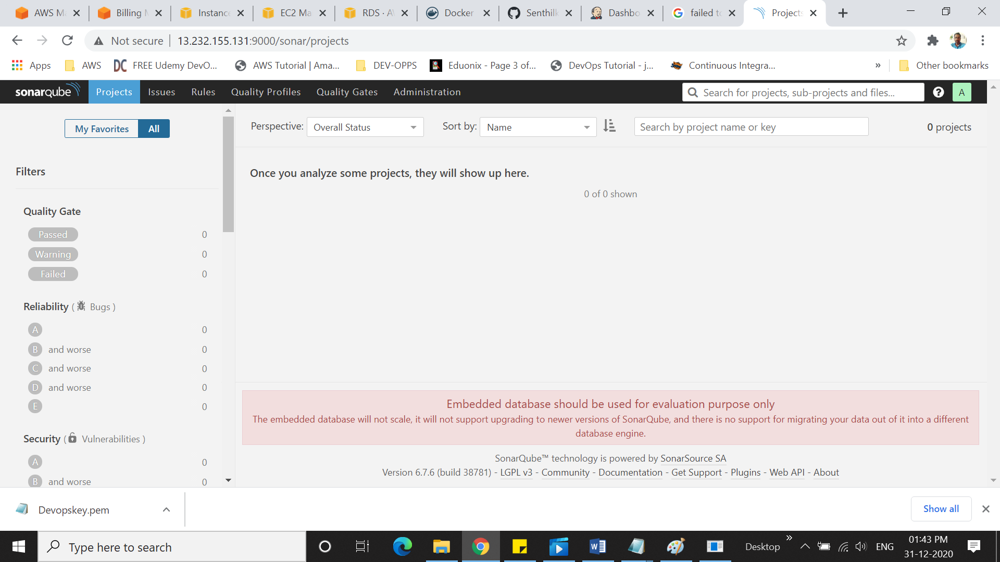 AWS Ma
Billing M
Instance
EC2 Ma
RDS · A
Docker
Senthilk
Dashbo
failed to
Projects
Not secure
13.232.155.131:9000/sonar/projects
Apps
AWS
FREE Udemy DevO...
AWS Tutorial | Ama...
DEV-OPPS
Eduonix - Page 3 of...
DevOps Tutorial - j...
Continuous Integra...
»
Other bookmarks
sonarqube
Projects
Issues
Rules
Quality Profiles
Quality Gates
Administration
Search for projects, sub-projects and files...
A
My Favorites
All
Perspective:
Overall Status
Sort by:
Name
Search by project name or key
0 projects
Filters
Once you analyze some projects, they will show up here.
0 of 0 shown
Quality Gate
Passed 0
Warning 0
Failed 0
Reliability ( Bugs )
A 0
B and worse 0
C and worse 0
D and worse 0
E 0
Security ( Vulnerabilities )
A 0
B and worse 0
Embedded database should be used for evaluation purpose only
The embedded database will not scale, it will not support upgrading to newer versions of SonarQube, and there is no support for migrating your data out of it into a different
database engine.
SonarQube™ technology is powered by SonarSource SA
Version 6.7.6 (build 38781) - LGPL v3 - Community - Documentation - Get Support - Plugins - Web API - About
Devopskey.pem
Show all
Type here to search
Desktop
»
ENG
01:43 PM
31-12-2020